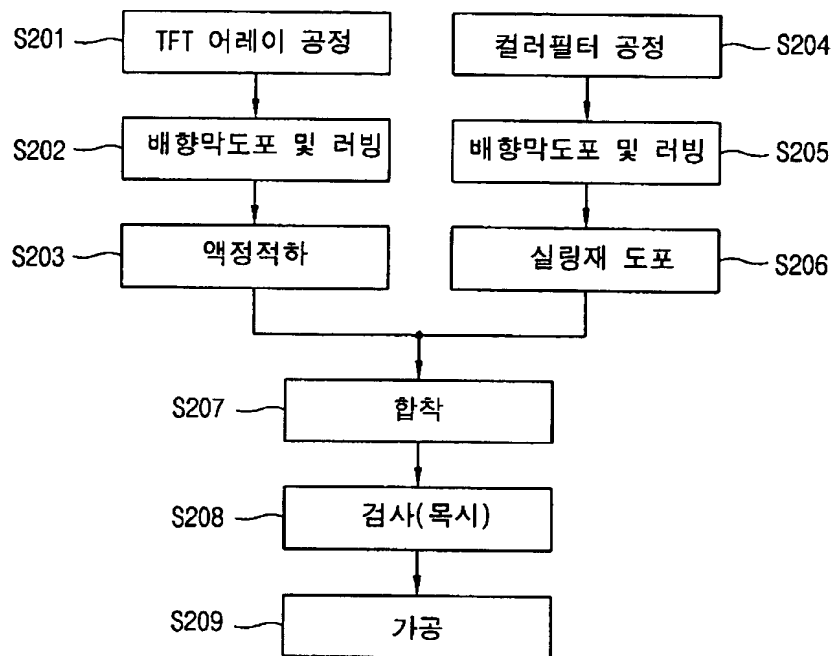 S201
TFT 어레이 공정
S202
배향막도포 및 러빙
S203
액정적하
컬러필터 공정
S204
배향막도포 및 러빙
S205
실링재 도포
S206
S207
합착
S208
검사(목시)
S209
가공